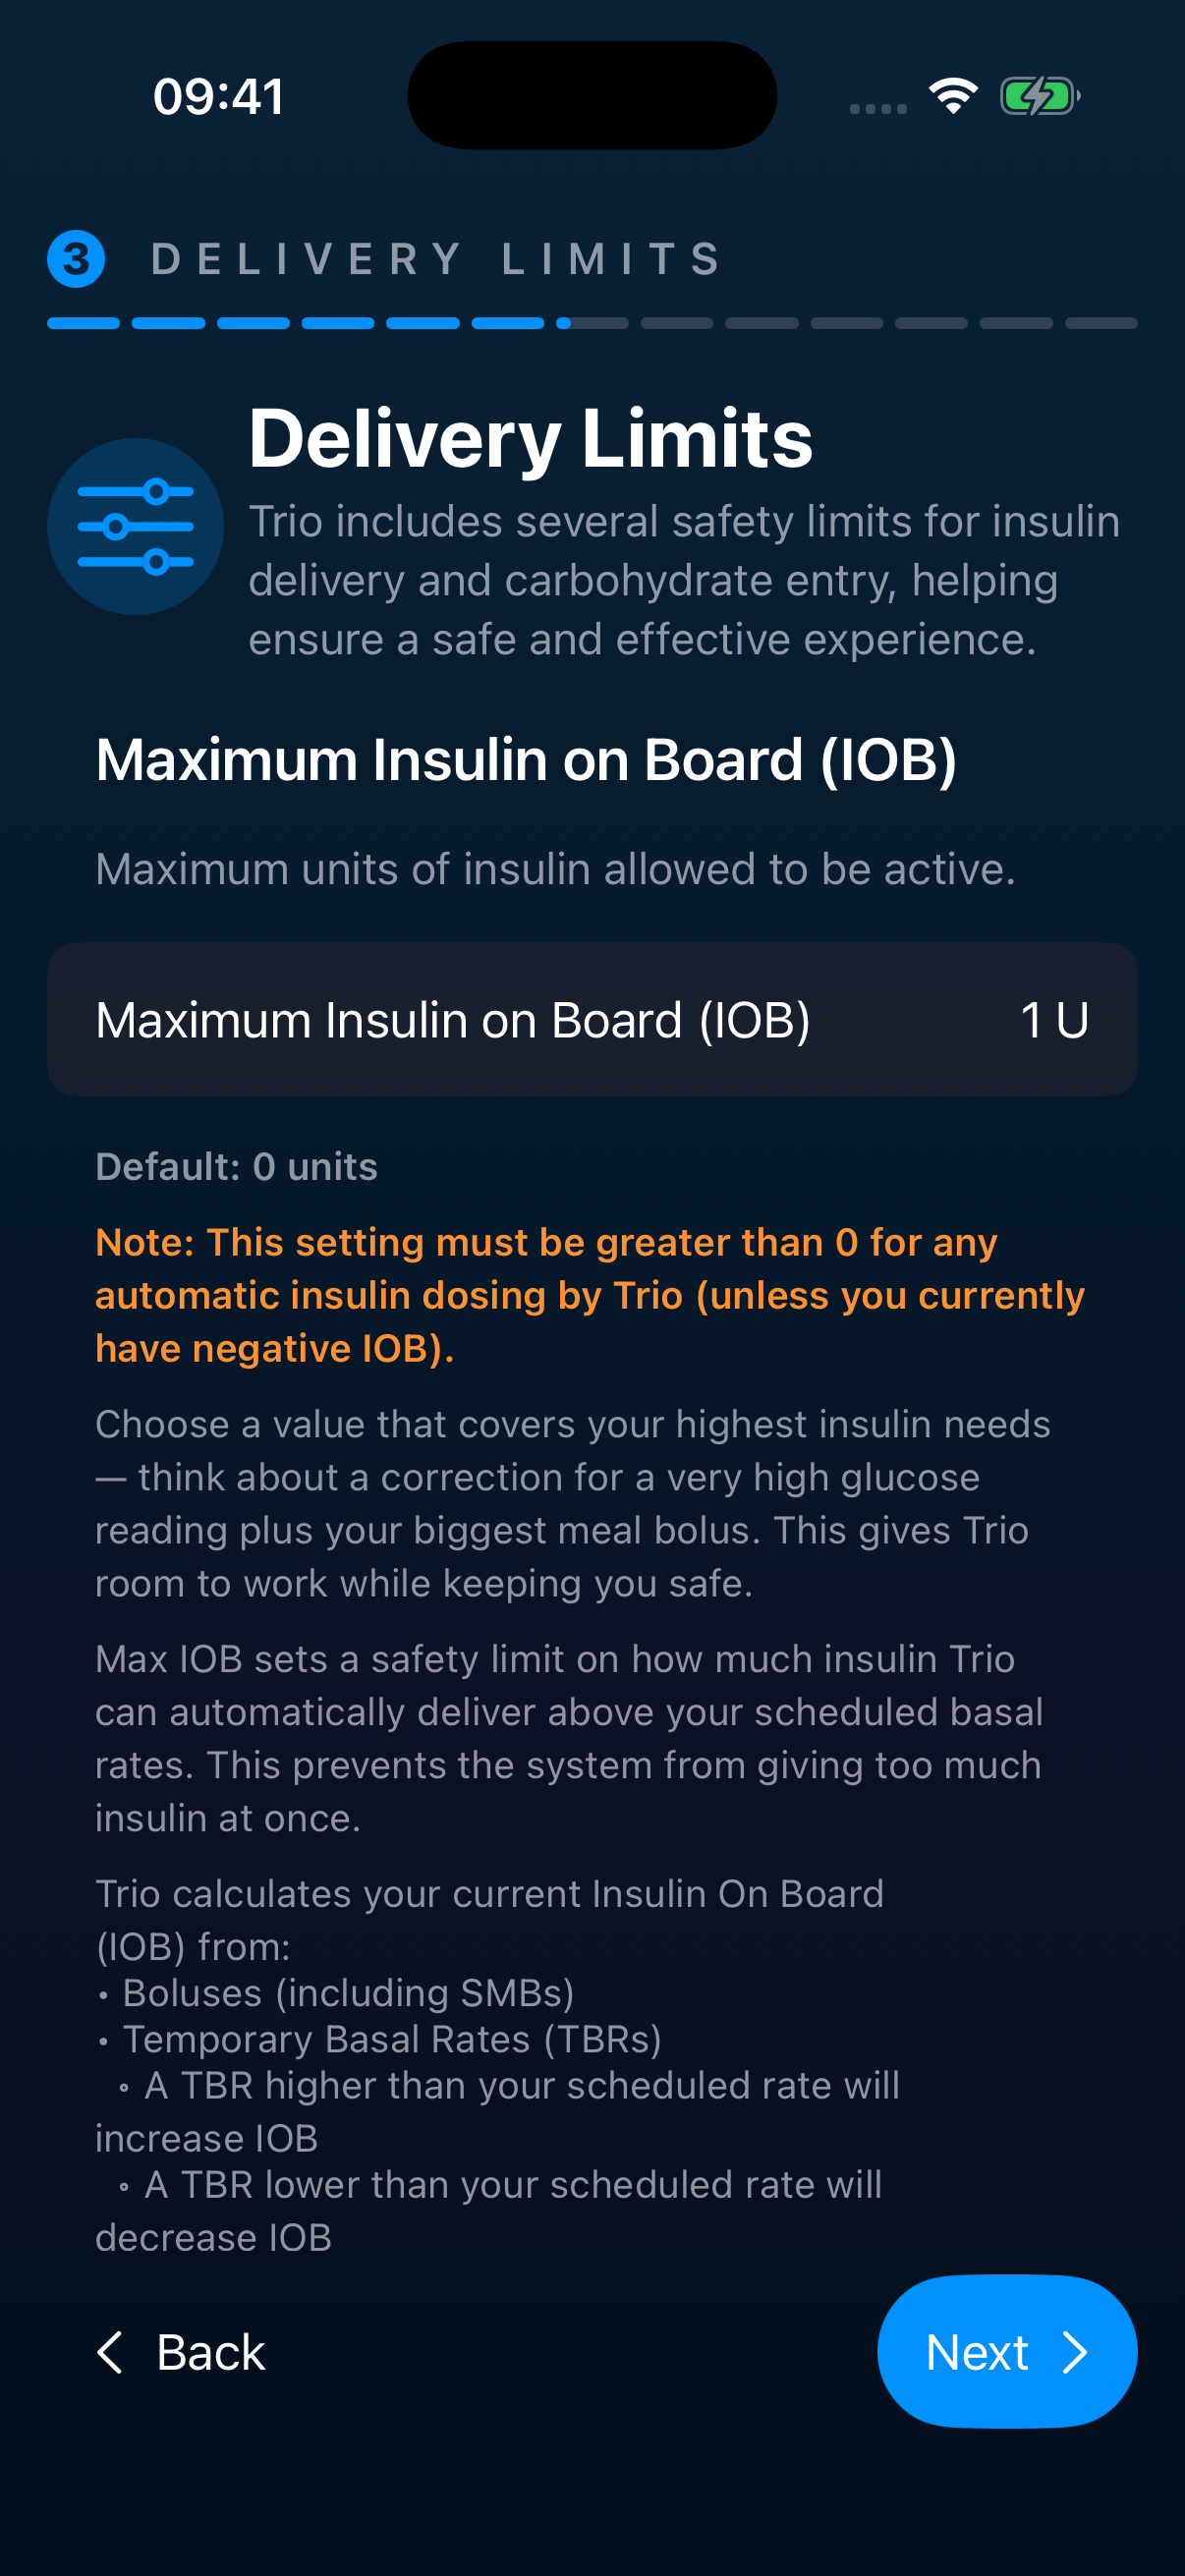 09:41
3 DELIVERY LIMITS
Delivery Limits
Trio includes several safety limits for insulin
delivery and carbohydrate entry, helping
ensure a safe and effective experience.
Maximum Insulin on Board (IOB)
Maximum units of insulin allowed to be active.
Maximum Insulin on Board (IOB) 1 U
Default: 0 units
Note: This setting must be greater than 0 for any
automatic insulin dosing by Trio (unless you currently
have negative IOB).
Choose a value that covers your highest insulin needs
— think about a correction for a very high glucose
reading plus your biggest meal bolus. This gives Trio
room to work while keeping you safe.
Max IOB sets a safety limit on how much insulin Trio
can automatically deliver above your scheduled basal
rates. This prevents the system from giving too much
insulin at once.
Trio calculates your current Insulin On Board
(IOB) from:
• Boluses (including SMBs)
• Temporary Basal Rates (TBRs)
◦ A TBR higher than your scheduled rate will
increase IOB
◦ A TBR lower than your scheduled rate will
decrease IOB
Back Next